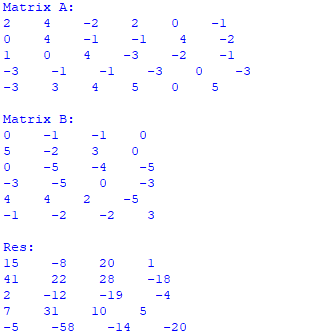 Matrix A:
2 4 -2 2 0 -1
0 4 -1 -1 4 -2
1 0 4 -3 -2 -1
-3 -1 -1 -3 0 -3
-3 3 4 5 0 5
Matrix B:
0 -1 -1 0
5 -2 3 0
0 -5 -4 -5
-3 -5 0 -3
4 4 2 -5
-1 -2 -2 3
Res:
15 -8 20 1
41 22 28 -18
2 -12 -19 -4
7 31 10 5
-5 -58 -14 -20